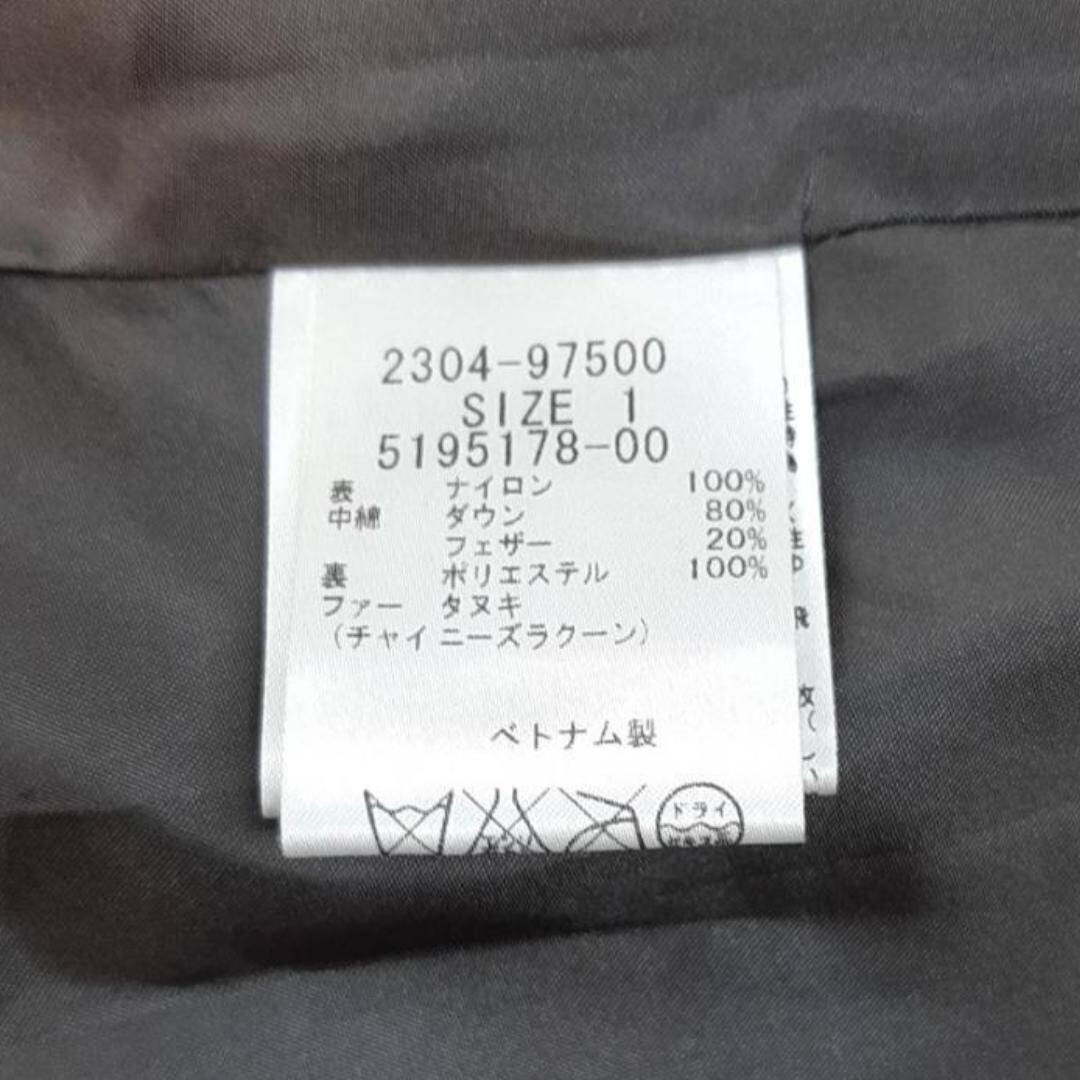 2304-97500
SIZE 1
5195178-00
表 ナイロン 100%
中綿 ダウン 80%
フェザー 20%
裏 ポリエステル 100%
ファー タヌキ
(チャイニーズラクーン)
ベトナム製
ドライ